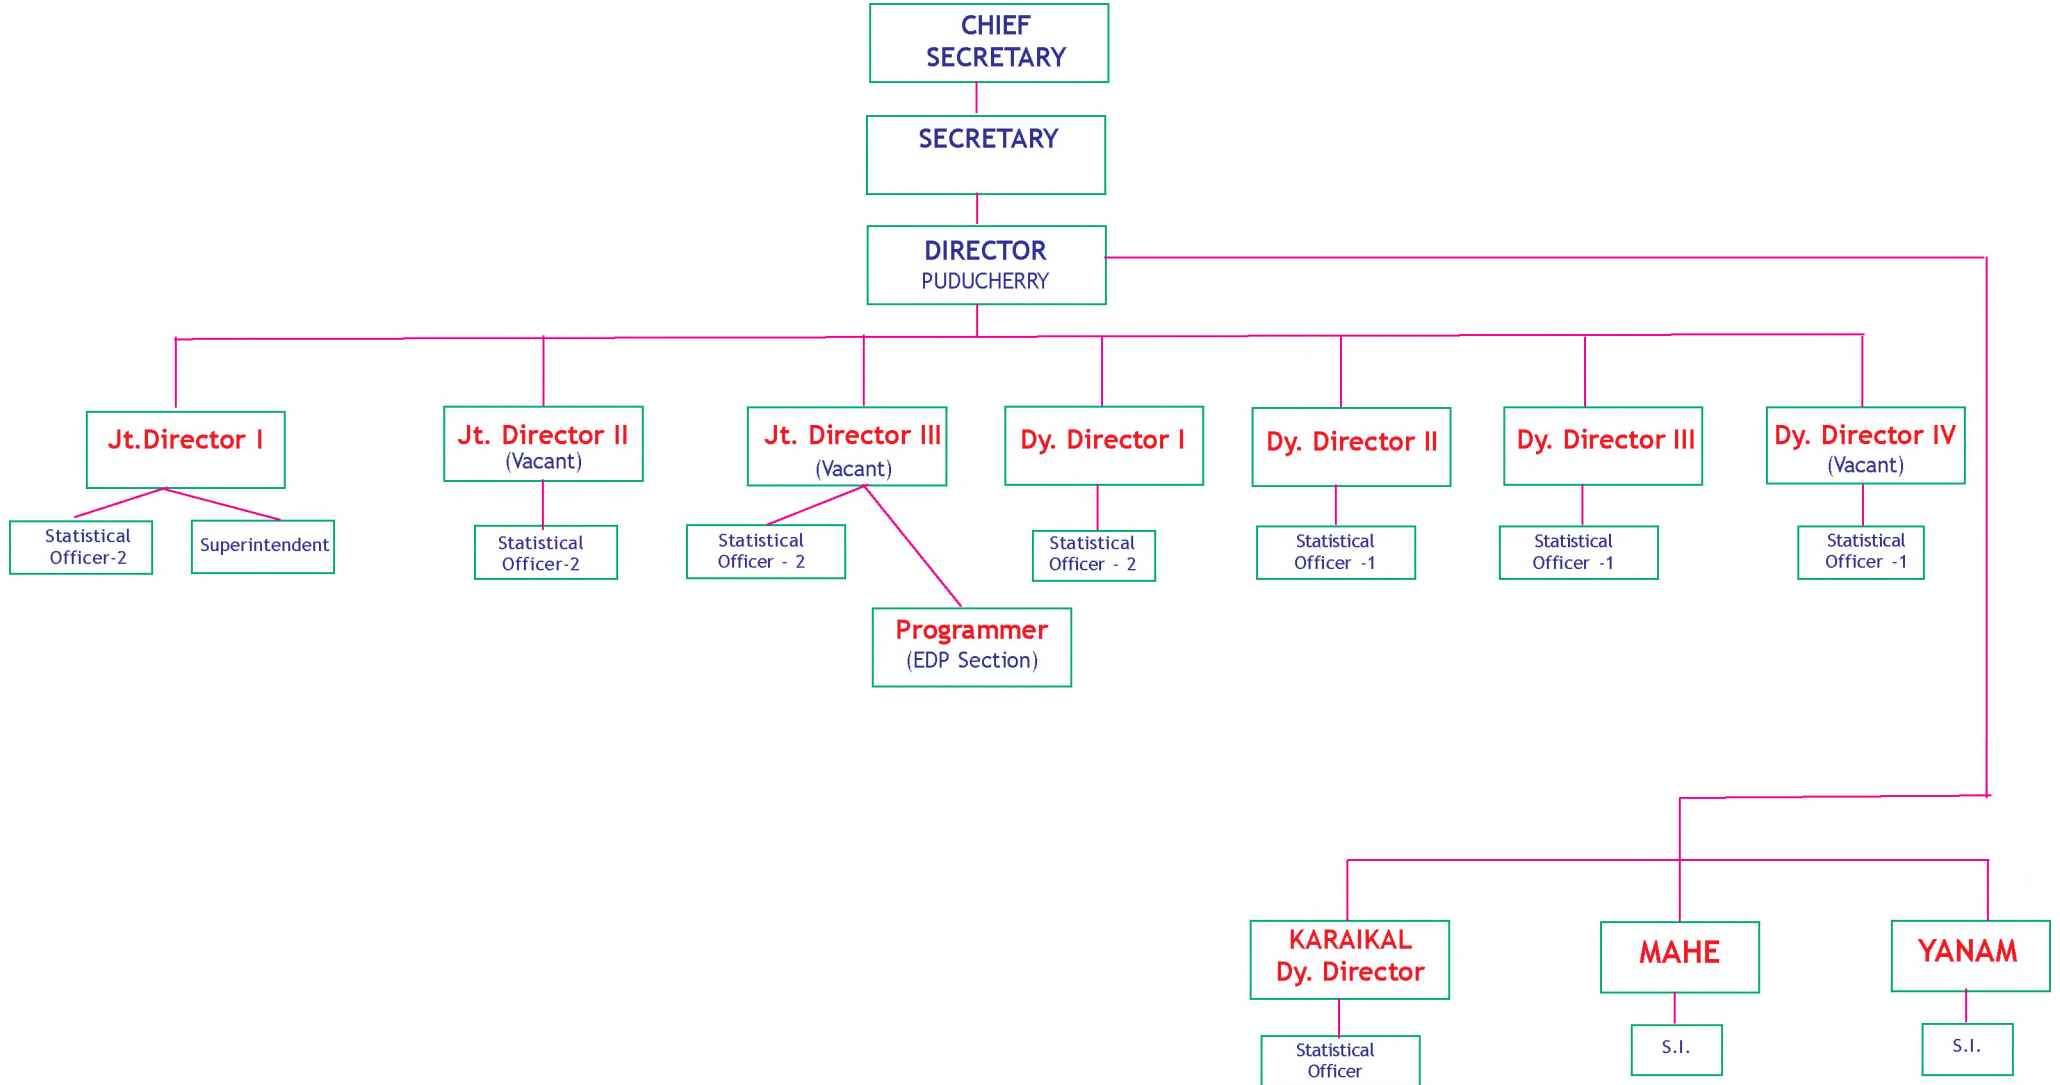 CHIEF
SECRETARY
SECRETARY
DIRECTOR
PUDUCHERRY
Jt.Director I
Jt. Director II
(Vacant)
Jt. Director III
(Vacant)
Dy. Director I
Dy. Director II
Dy. Director III
Dy. Director IV
(Vacant)
Statistical
Officer-2
Superintendent
Statistical
Officer-2
Statistical
Officer - 2
Statistical
Officer - 2
Statistical
Officer -1
Statistical
Officer -1
Statistical
Officer -1
Programmer
(EDP Section)
KARAIKAL
Dy. Director
MAHE
YANAM
Statistical
Officer
S.I.
S.I.